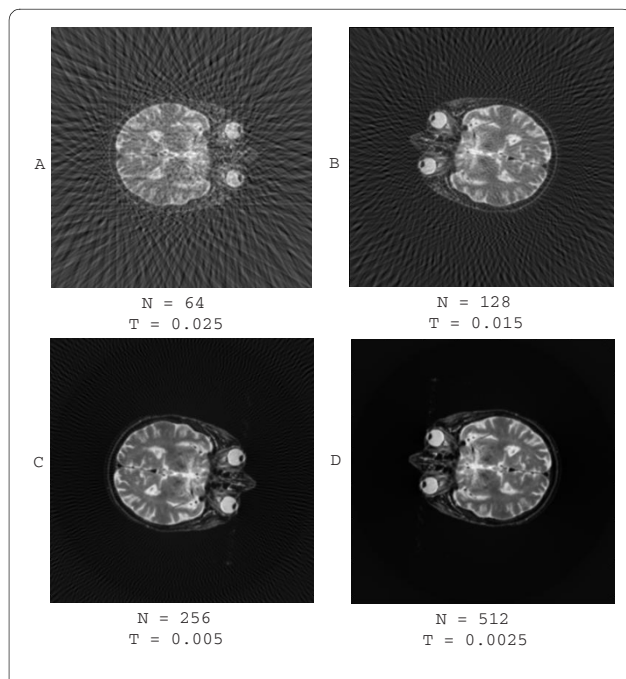 A
N = 64
T = 0.025
B
N = 128
T = 0.015
C
N = 256
T = 0.005
D
N = 512
T = 0.0025